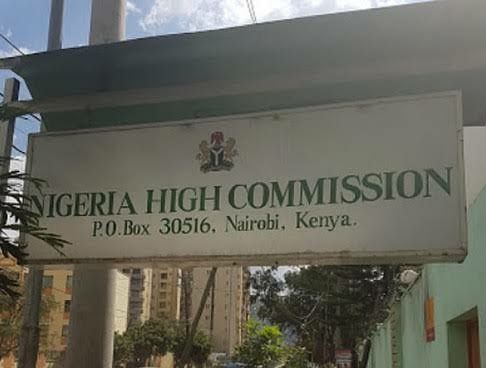 NIGERIA HIGH COMMISSION
P.O.Box 30516, Nairobi, Kenya.